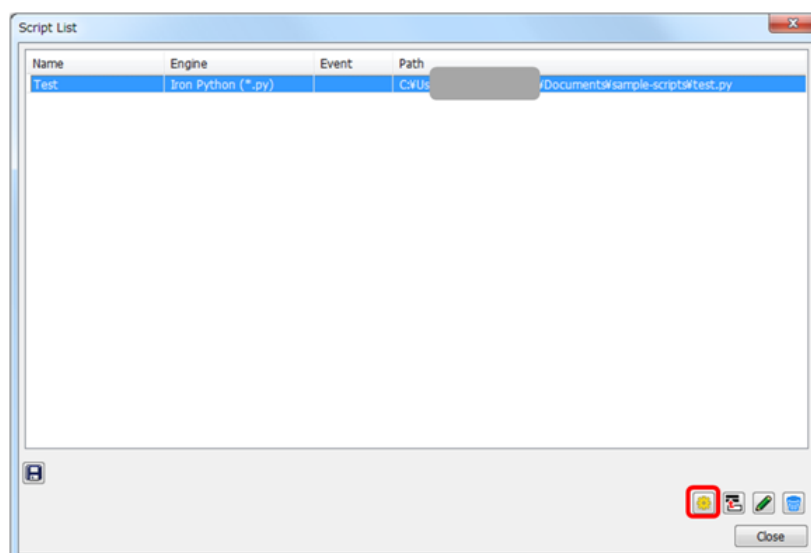 Script List
Name Engine Event Path
Test Iron Python (*.py) C:¥Us ¥Documents¥sample-scripts¥test.py
Close